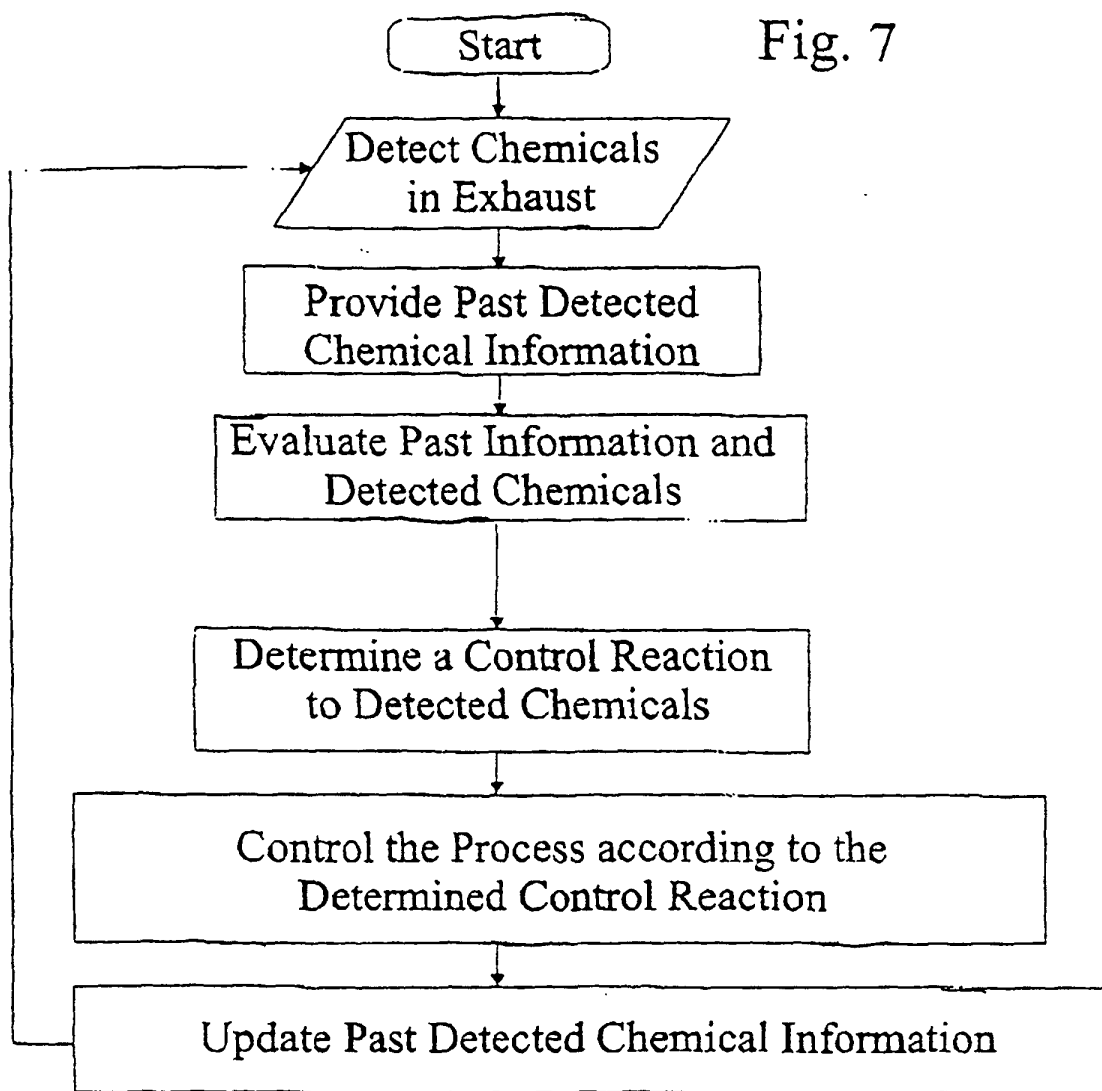 Fig. 7
Start
Detect Chemicals
in Exhaust
Provide Past Detected
Chemical Information
Evaluate Past Information and
Detected Chemicals
Determine a Control Reaction
to Detected Chemicals
Control the Process according to the
Determined Control Reaction
Update Past Detected Chemical Information